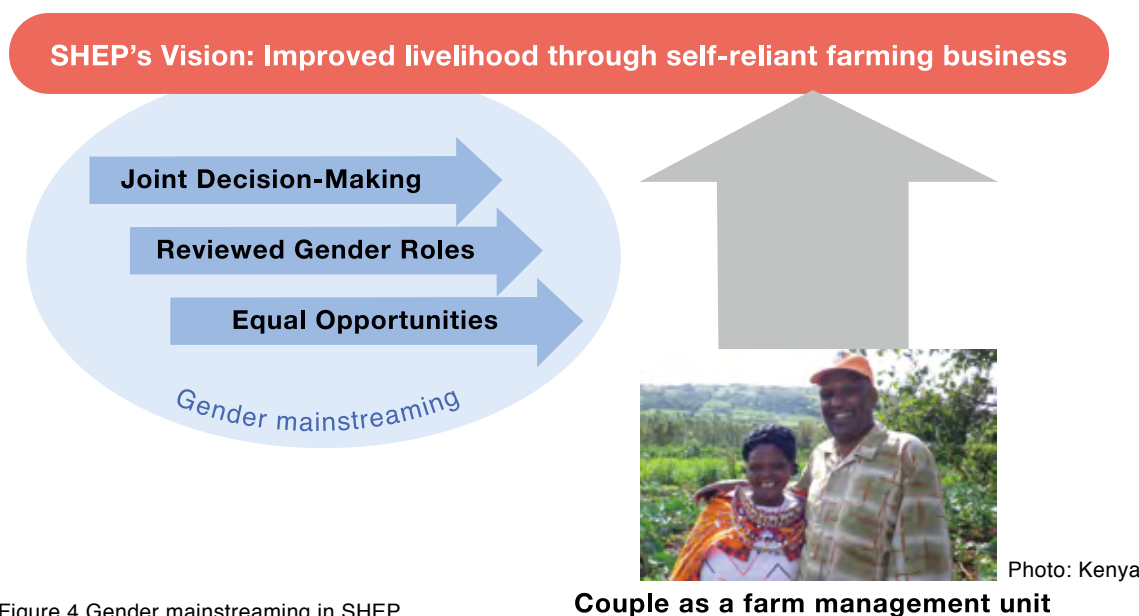 SHEP's Vision: Improved livelihood through self-reliant farming business
Joint Decision-Making
Reviewed Gender Roles
Equal Opportunities
Gender mainstreaming
Photo: Kenya
Couple as a farm management unit
Figure 4 Gender mainstreaming in SHEP